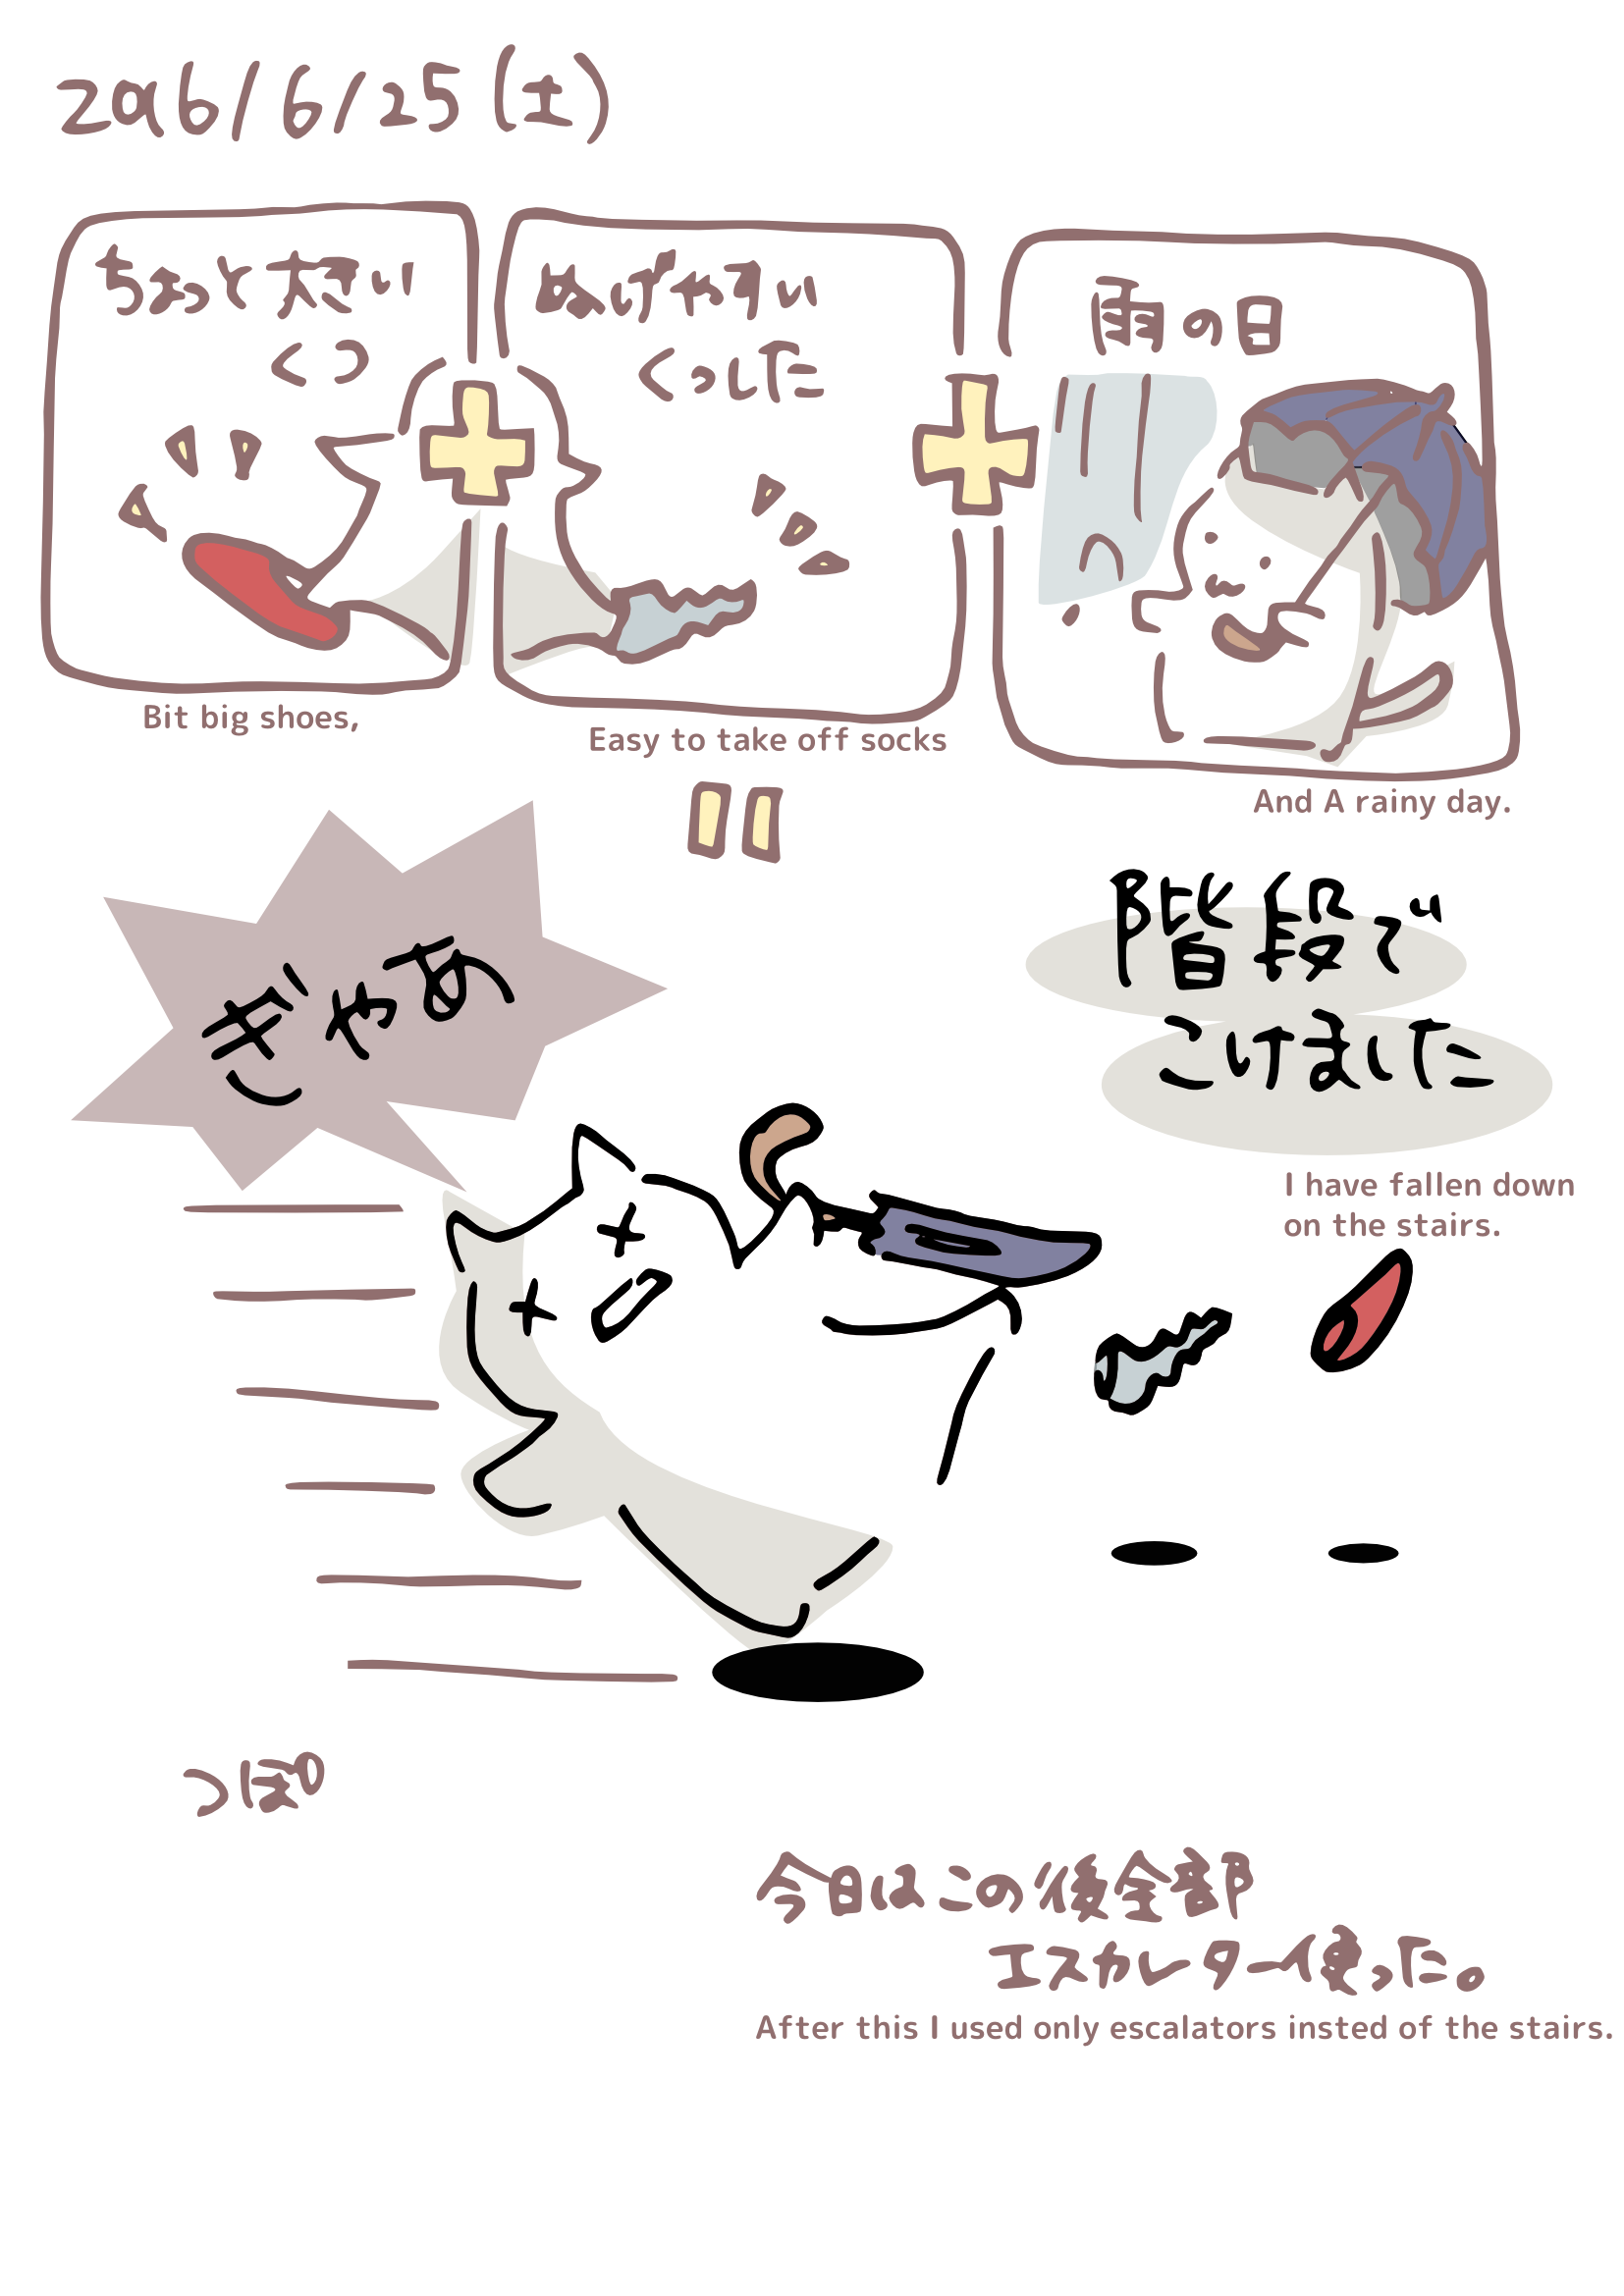 2016/6/25(土)
ちょっと大きい
くつ
ぬげやすい
くつした
雨の日
Bit big shoes,
Easy to take off socks
And A rainy day.
ぎゃあ
階段で
こけました
I have fallen down
on the stairs.
つぽ
今日はこの後全部
エスカレーター使った。
After this I used only escalators insted of the stairs.